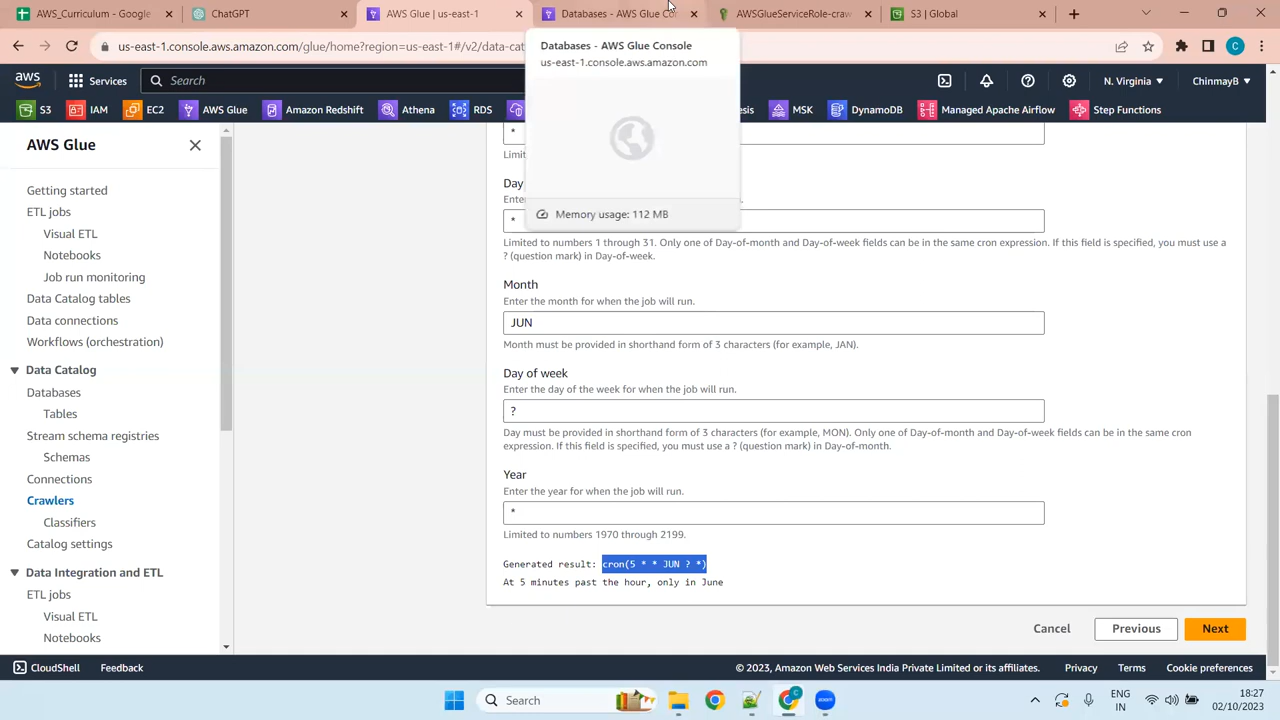 AWS_Curriculum - Google
ChatGPT
AWS Glue | us-east-1
Databases - AWS Glue Co
AWSGlueServiceRole-craw
S3 | Global
us-east-1.console.aws.amazon.com/glue/home?region=us-east-1#/v2/data-cat
C
Databases - AWS Glue Console
us-east-1.console.aws.amazon.com
Memory usage: 112 MB
aws
Services
Search
N. Virginia
ChinmayB
S3
IAM
EC2
AWS Glue
Amazon Redshift
Athena
RDS
esis
MSK
DynamoDB
Managed Apache Airflow
Step Functions
AWS Glue
Getting started
ETL jobs
Visual ETL
Notebooks
Job run monitoring
Data Catalog tables
Data connections
Workflows (orchestration)
Data Catalog
Databases
Tables
Stream schema registries
Schemas
Connections
Crawlers
Classifiers
Catalog settings
Data Integration and ETL
ETL jobs
Visual ETL
Notebooks
*
Limit
Day
Ente
*
Limited to numbers 1 through 31. Only one of Day-of-month and Day-of-week fields can be in the same cron expression. If this field is specified, you must use a
? (question mark) in Day-of-week.
Month
Enter the month for when the job will run.
JUN
Month must be provided in shorthand form of 3 characters (for example, JAN).
Day of week
Enter the day of the week for when the job will run.
?
Day must be provided in shorthand form of 3 characters (for example, MON). Only one of Day-of-month and Day-of-week fields can be in the same cron
expression. If this field is specified, you must use a ? (question mark) in Day-of-month.
Year
Enter the year for when the job will run.
*
Limited to numbers 1970 through 2199.
Generated result: cron(5 * * JUN ? *)
At 5 minutes past the hour, only in June
Cancel
Previous
Next
CloudShell
Feedback
© 2023, Amazon Web Services India Private Limited or its affiliates.
Privacy
Terms
Cookie preferences
Search
C
zoom
ENG
IN
18:27
02/10/2023